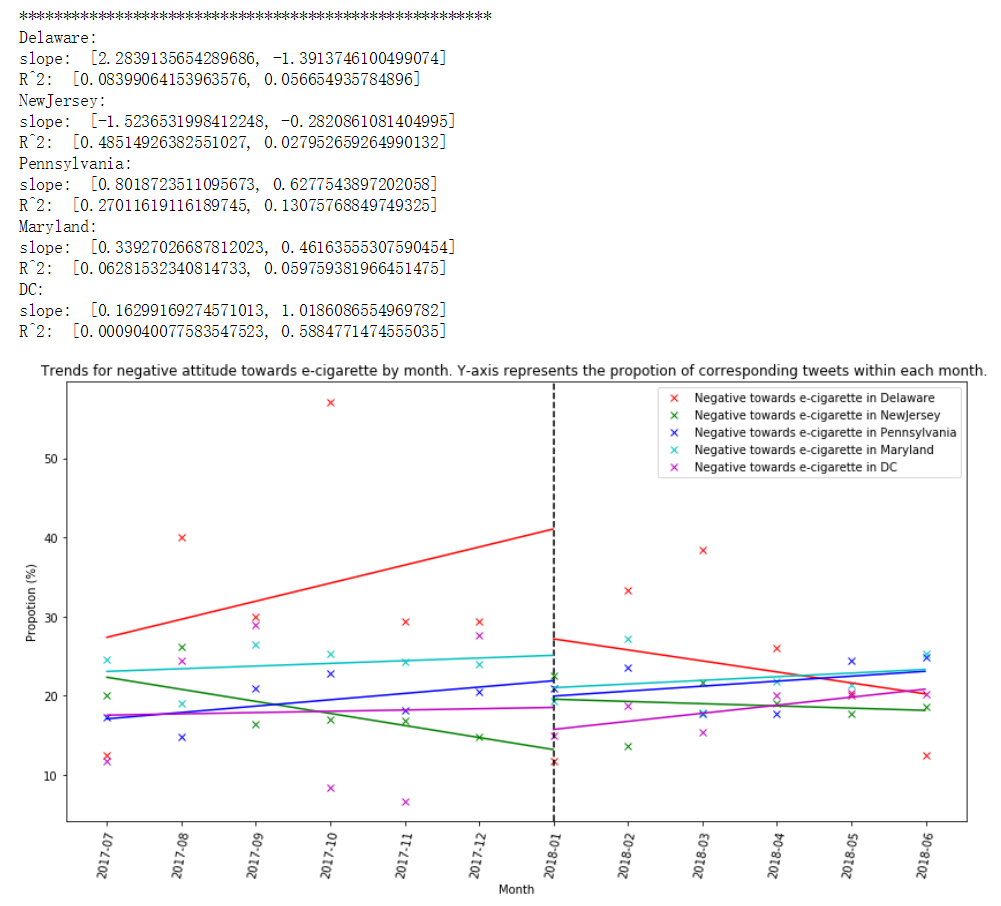 ******************************************************
Delaware:
slope:  [2.2839135654289686, -1.3913746100499074]
R^2:  [0.08399064153963576, 0.056654935784896]
NewJersey:
slope:  [-1.5236531998412248, -0.2820861081404995]
R^2:  [0.48514926382551027, 0.027952659264990132]
Pennsylvania:
slope:  [0.8018723511095673, 0.6277543897202058]
R^2:  [0.27011619116189745, 0.13075768849749325]
Maryland:
slope:  [0.33927026687812023, 0.46163555307590454]
R^2:  [0.06281532340814733, 0.059759381966451475]
DC:
slope:  [0.16299169274571013, 1.0186086554969782]
R^2:  [0.0009040077583547523, 0.5884771474555035]
Trends for negative attitude towards e-cigarette by month. Y-axis represents the propotion of corresponding tweets within each month.
Negative towards e-cigarette in Delaware
Negative towards e-cigarette in NewJersey
Negative towards e-cigarette in Pennsylvania
Negative towards e-cigarette in Maryland
Negative towards e-cigarette in DC
Propotion (%)
50
40
30
20
10
2017-07
2017-08
2017-09
2017-10
2017-11
2017-12
2018-01
2018-02
2018-03
2018-04
2018-05
2018-06
Month